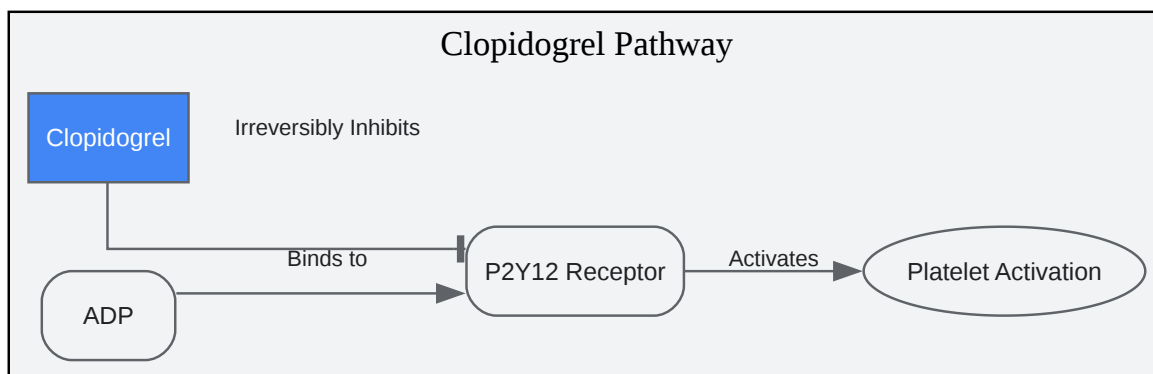 Clopidogrel Pathway
Clopidogrel
Irreversibly Inhibits
Binds to
P2Y12 Receptor
Activates
Platelet Activation
ADP